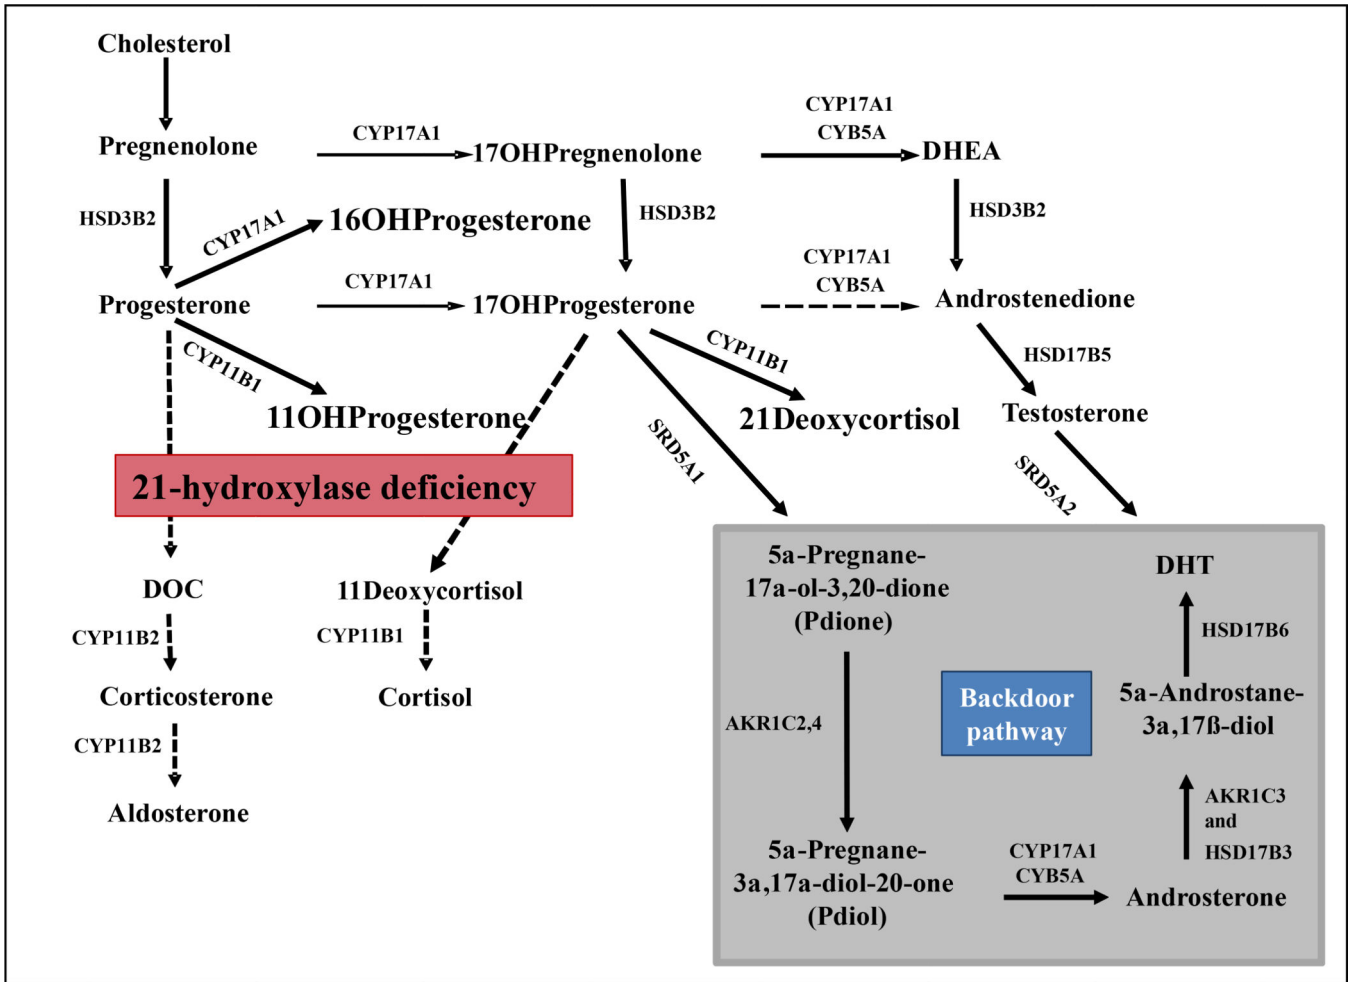 Cholesterol
Pregnenolone
CYP17A1
17OHPregnenolone
CYP17A1
CYB5A
DHEA
HSD3B2
CYP17A1
16OHProgesterone
HSD3B2
HSD3B2
Progesterone
CYP17A1
17OHProgesterone
CYP17A1
CYB5A
Androstenedione
CYP11B1
11OHProgesterone
CYP11B1
21Deoxycortisol
HSD17B5
Testosterone
SRD5A1
SRD5A2
21-hydroxylase deficiency
DOC
11Deoxycortisol
CYP11B2
CYP11B1
Corticosterone
Cortisol
CYP11B2
Aldosterone
5a-Pregnane-
17a-ol-3,20-dione
(Pdione)
DHT
HSD17B6
Backdoor
pathway
5a-Androstane-
3a,17ß-diol
AKR1C2,4
AKR1C3
and
HSD17B3
5a-Pregnane-
3a,17a-diol-20-one
(Pdiol)
CYP17A1
CYB5A
Androsterone